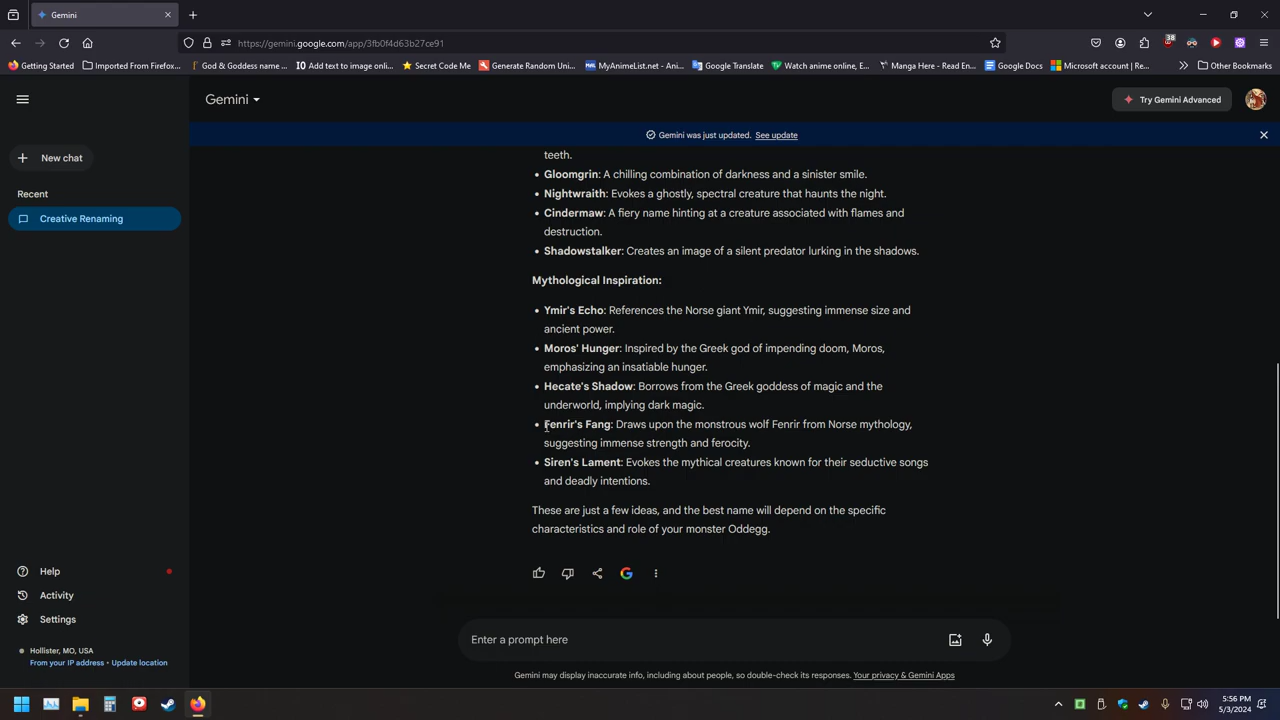 Gemini
https://gemini.google.com/app/3fb0f4d63b27ce91
38
Getting Started
Imported From Firefox...
God & Goddess name ...
IO Add text to image onlin...
Secret Code Me
Generate Random Uni...
MyAnimeList.net - Ani...
Google Translate
Watch anime online, E...
Manga Here - Read En...
Google Docs
Microsoft account | Re...
Other Bookmarks
Gemini
Try Gemini Advanced
Gemini was just updated. See update
New chat
Recent
Creative Renaming
teeth.
• Gloomgrin: A chilling combination of darkness and a sinister smile.
• Nightwraith: Evokes a ghostly, spectral creature that haunts the night.
• Cindermaw: A fiery name hinting at a creature associated with flames and
destruction.
• Shadowstalker: Creates an image of a silent predator lurking in the shadows.
Mythological Inspiration:
• Ymir's Echo: References the Norse giant Ymir, suggesting immense size and
ancient power.
• Moros' Hunger: Inspired by the Greek god of impending doom, Moros,
emphasizing an insatiable hunger.
• Hecate's Shadow: Borrows from the Greek goddess of magic and the
underworld, implying dark magic.
• Fenrir's Fang: Draws upon the monstrous wolf Fenrir from Norse mythology,
suggesting immense strength and ferocity.
• Siren's Lament: Evokes the mythical creatures known for their seductive songs
and deadly intentions.
These are just a few ideas, and the best name will depend on the specific
characteristics and role of your monster Oddegg.
Help
Activity
Settings
Hollister, MO, USA
From your IP address • Update location
Enter a prompt here
Gemini may display inaccurate info, including about people, so double-check its responses. Your privacy & Gemini Apps
5:56 PM
5/3/2024